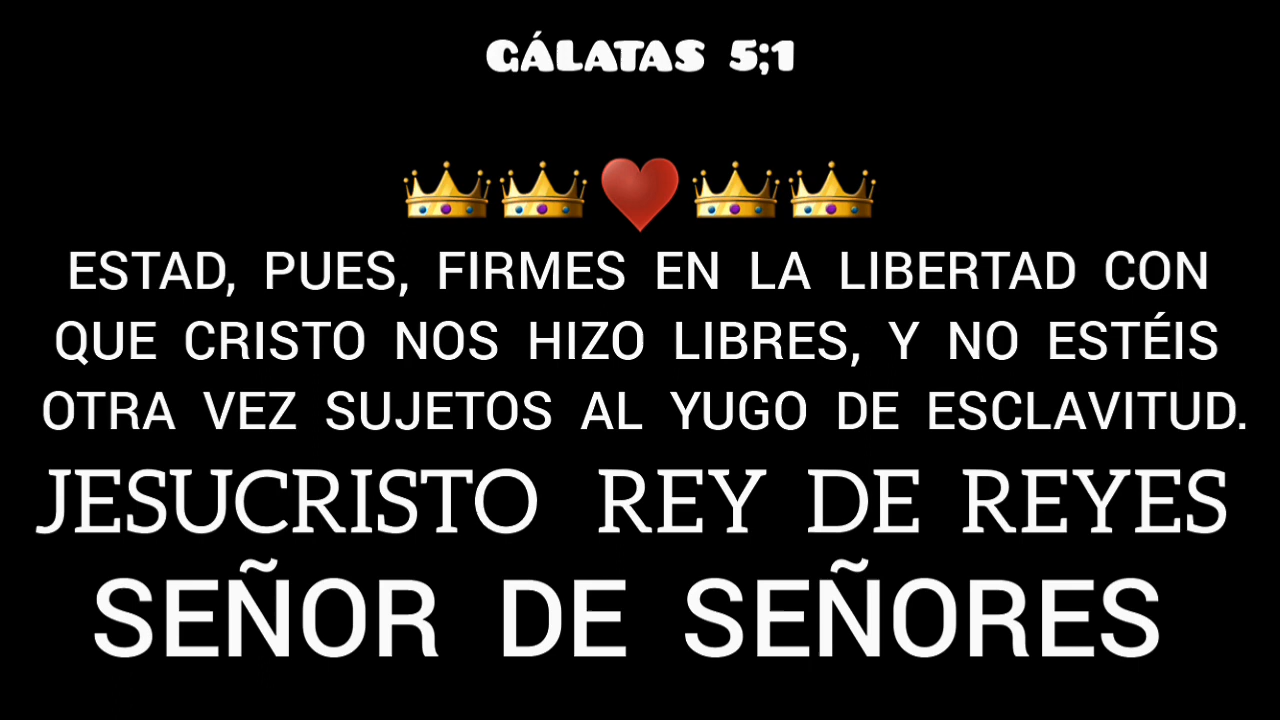 GÁLATAS 5;1
👑👑♥️👑👑
ESTAD, PUES, FIRMES EN LA LIBERTAD CON
QUE CRISTO NOS HIZO LIBRES, Y NO ESTÉIS
OTRA VEZ SUJETOS AL YUGO DE ESCLAVITUD.
JESUCRISTO REY DE REYES
SEÑOR DE SEÑORES